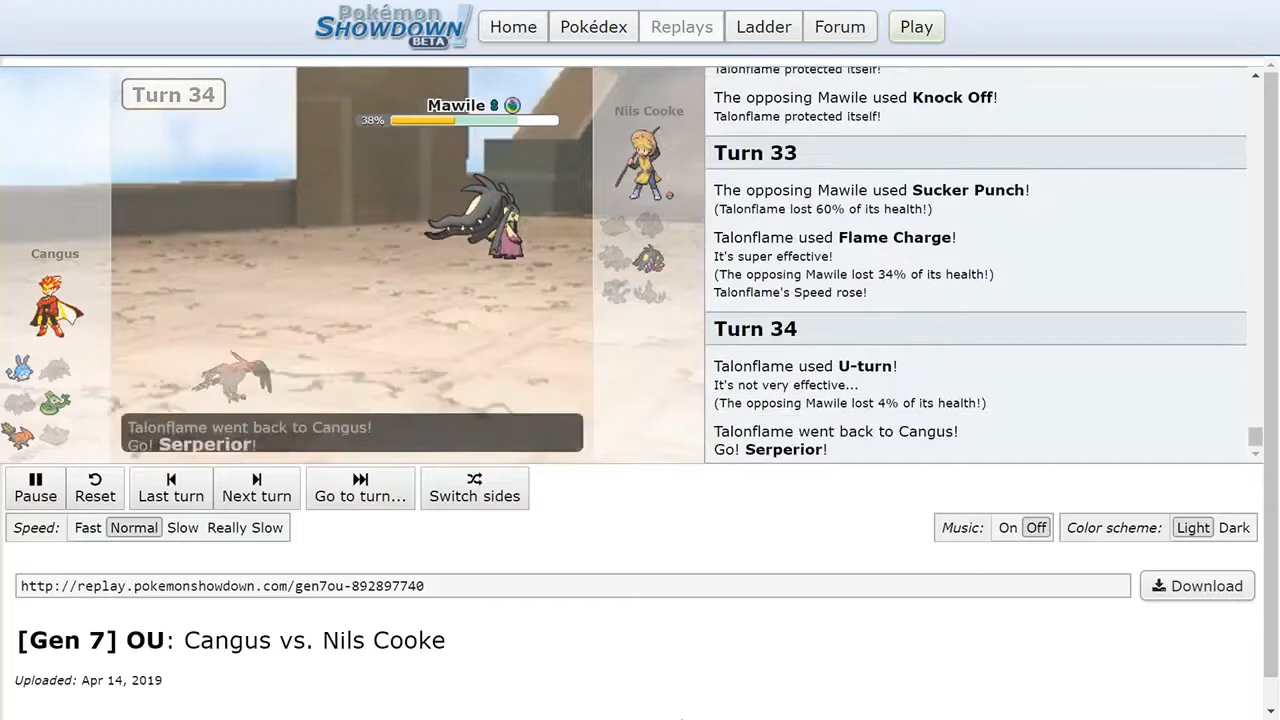 Pokémon
SHOWDOWN!
BETA
Home
Pokédex
Replays
Ladder
Forum
Play
Turn 34
Mawile
38%
Nils Cooke
Cangus
Talonflame went back to Cangus!
Go! Serperior!
Talonflame protected itself!
The opposing Mawile used Knock Off!
Talonflame protected itself!
Turn 33
The opposing Mawile used Sucker Punch!
(Talonflame lost 60% of its health!)
Talonflame used Flame Charge!
It's super effective!
(The opposing Mawile lost 34% of its health!)
Talonflame's Speed rose!
Turn 34
Talonflame used U-turn!
It's not very effective...
(The opposing Mawile lost 4% of its health!)
Talonflame went back to Cangus!
Go! Serperior!
Pause
Reset
Last turn
Next turn
Go to turn...
Switch sides
Speed: Fast Normal Slow Really Slow
Music: On Off
Color scheme: Light Dark
http://replay.pokemonshowdown.com/gen7ou-892897740
Download
[Gen 7] OU: Cangus vs. Nils Cooke
Uploaded: Apr 14, 2019